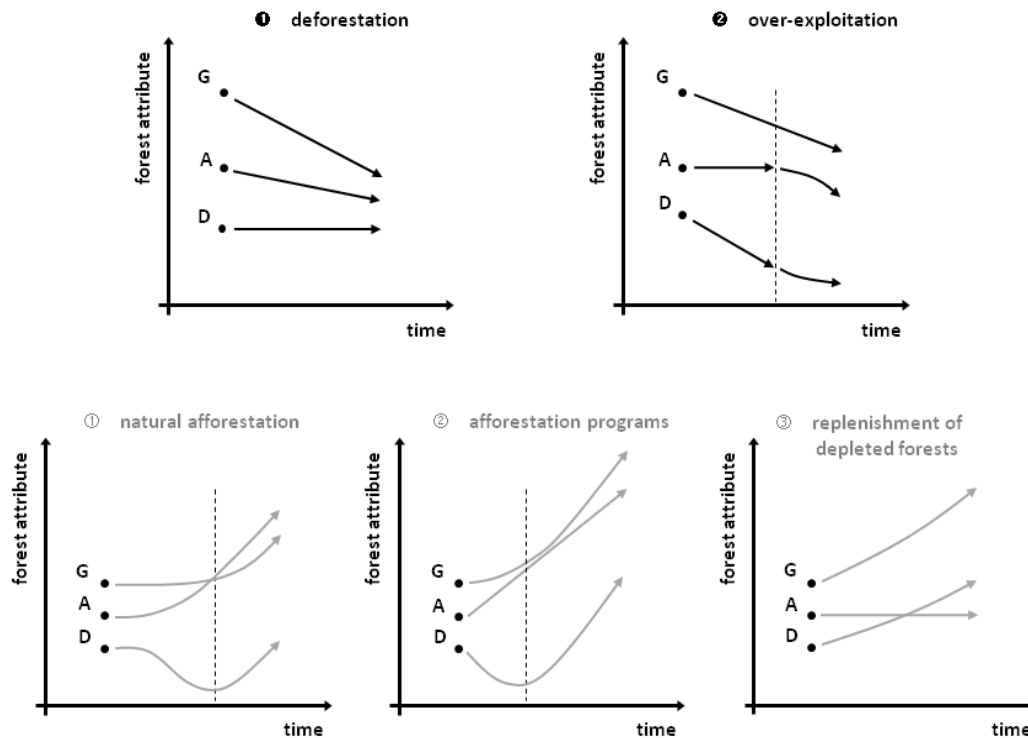 ❶ deforestation
❷ over-exploitation
forest attribute
G
A
D
time
forest attribute
G
A
D
time
① natural afforestation
② afforestation programs
③ replenishment of
depleted forests
forest attribute
G
A
D
time
forest attribute
G
A
D
time
forest attribute
G
A
D
time